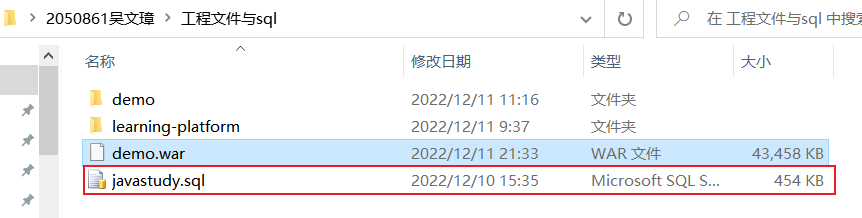 2050861吴文璋 > 工程文件与sql
在 工程文件与sql 中搜
名称 修改日期 类型 大小
demo 2022/12/11 11:16 文件夹
learning-platform 2022/12/11 9:37 文件夹
demo.war 2022/12/11 21:33 WAR 文件 43,458 KB
javastudy.sql 2022/12/10 15:35 Microsoft SQL S... 454 KB